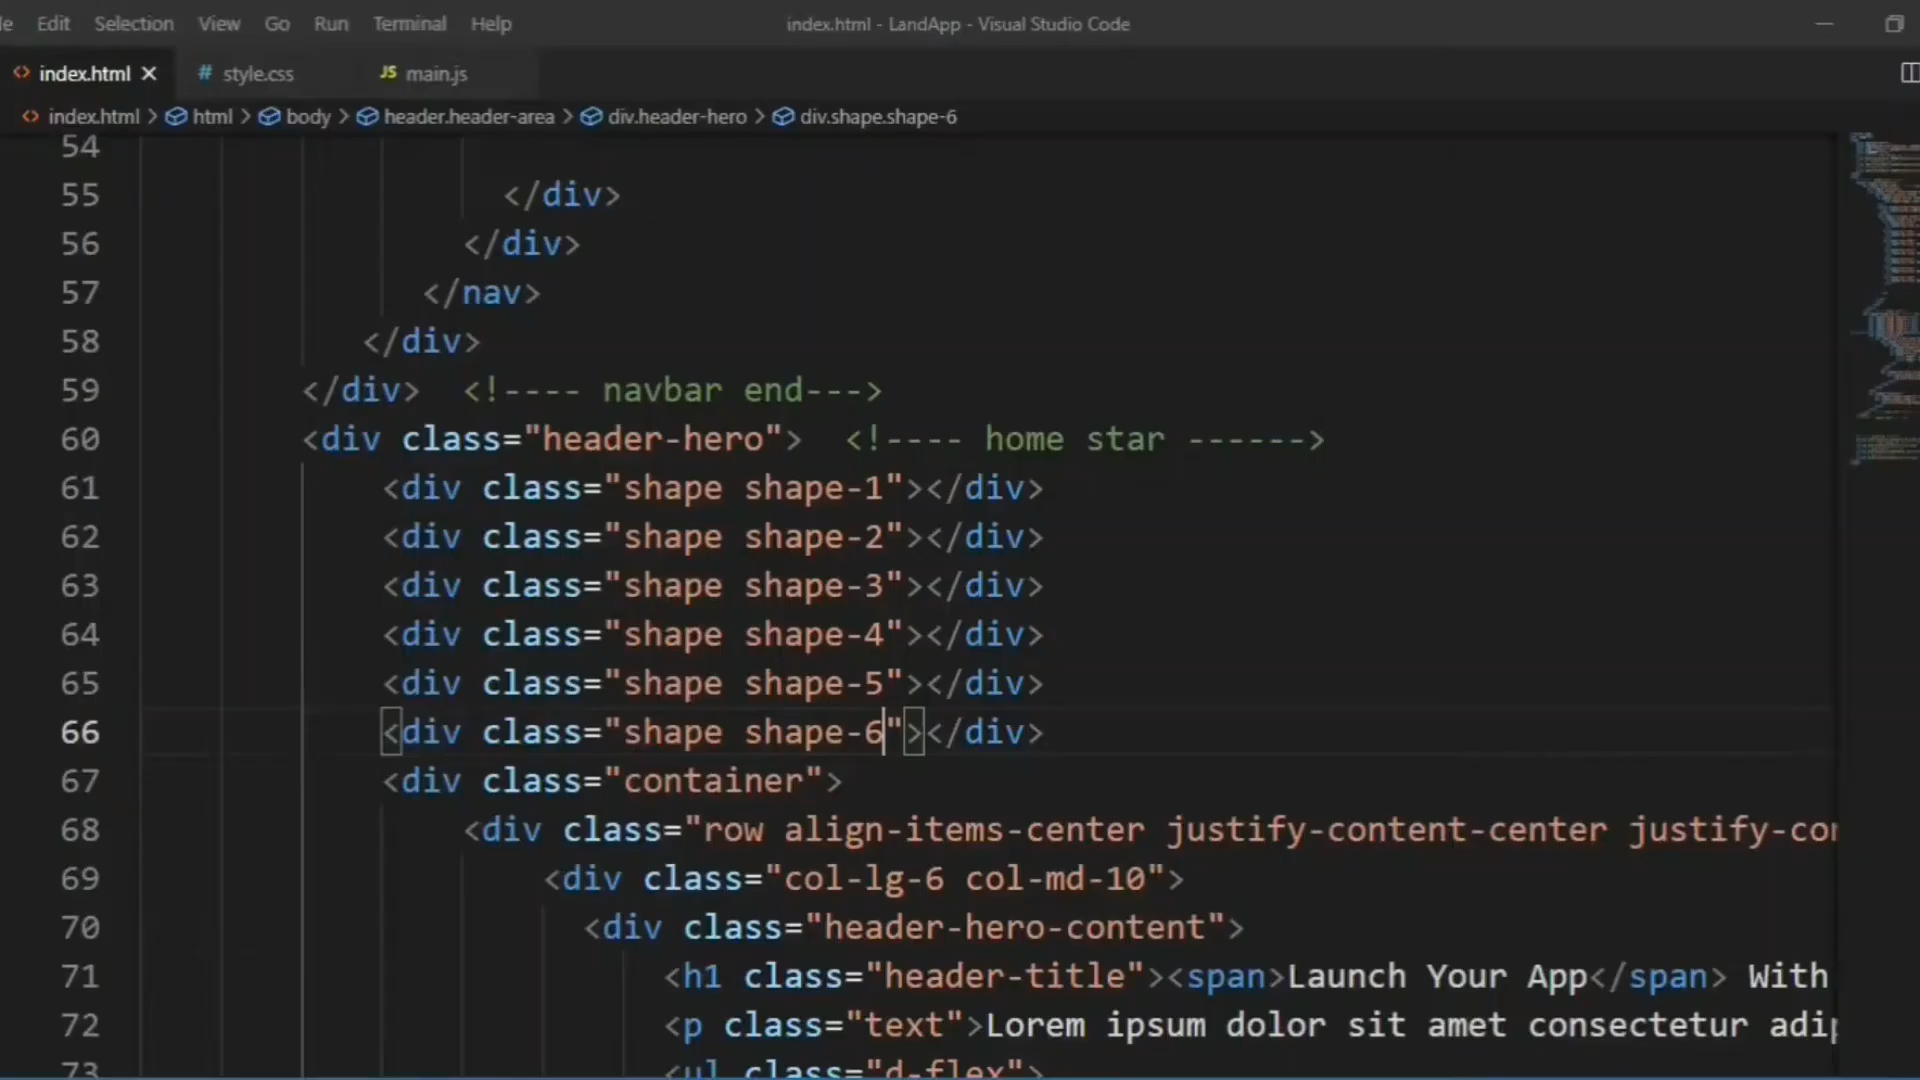 Edit Selection View Go Run Terminal Help index.html - LandApp - Visual Studio Code
index.html style.css JS main.js
index.html > html > body > header.header-area > div.header-hero > div.shape.shape-6
54
55 </div>
56 </div>
57 </nav>
58 </div>
59 </div> <!---- navbar end--->
60 <div class="header-hero"> <!---- home star ------>
61 <div class="shape shape-1"></div>
62 <div class="shape shape-2"></div>
63 <div class="shape shape-3"></div>
64 <div class="shape shape-4"></div>
65 <div class="shape shape-5"></div>
66 <div class="shape shape-6"></div>
67 <div class="container">
68 <div class="row align-items-center justify-content-center
69 <div class="col-lg-6 col-md-10">
70 <div class="header-hero-content">
71 <h1 class="header-title"><span>Launch Your App</span> With
72 <p class="text">Lorem ipsum dolor sit amet consectetur
73 <ul class="d-flex">